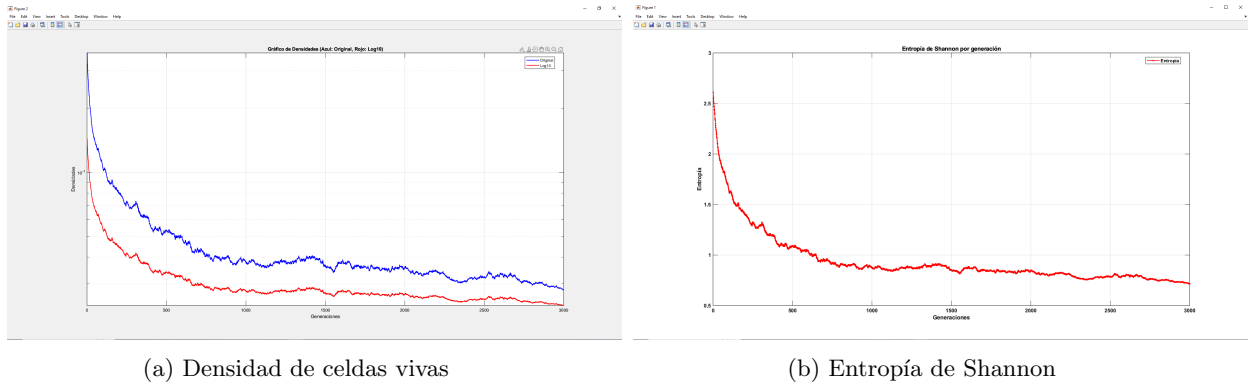 Figure 2
File Edit View Insert Tools Desktop Window Help
Gráfico de Densidades (Azul: Original, Rojo: Log10)
Original
Log10
Densidades
10⁻¹
0 500 1000 1500 2000 2500 3000
Generaciones
(a) Densidad de celdas vivas
Figure 1
File Edit View Insert Tools Desktop Window Help
Entropía de Shannon por generación
Entropía
Entropía
3
2.5
2
1.5
1
0.5
0 500 1000 1500 2000 2500 3000
Generaciones
(b) Entropía de Shannon